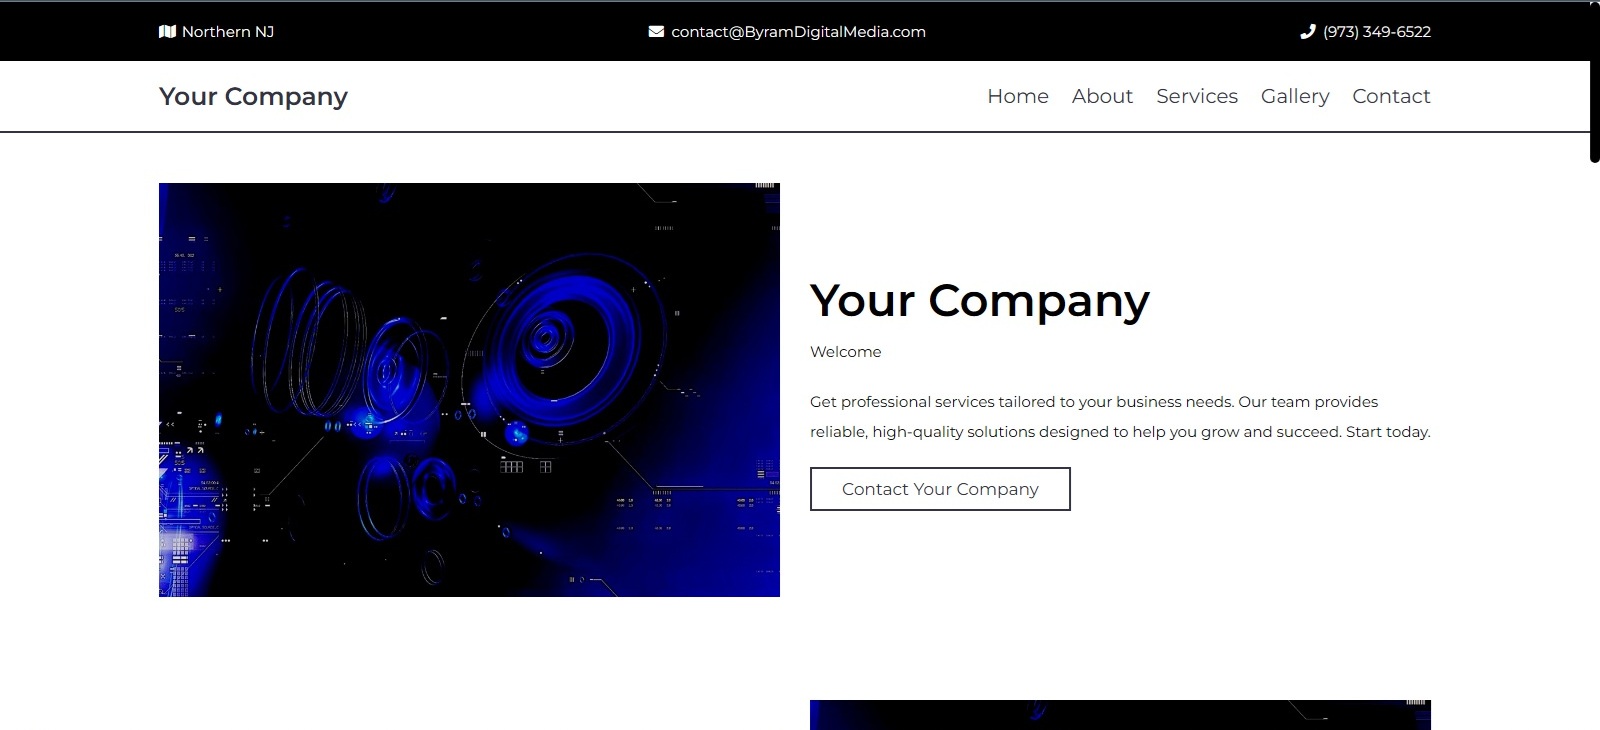 Northern NJ
contact@ByramDigitalMedia.com
(973) 349-6522
Your Company
Home About Services Gallery Contact
Your Company
Welcome
Get professional services tailored to your business needs. Our team provides
reliable, high-quality solutions designed to help you grow and succeed. Start today.
Contact Your Company